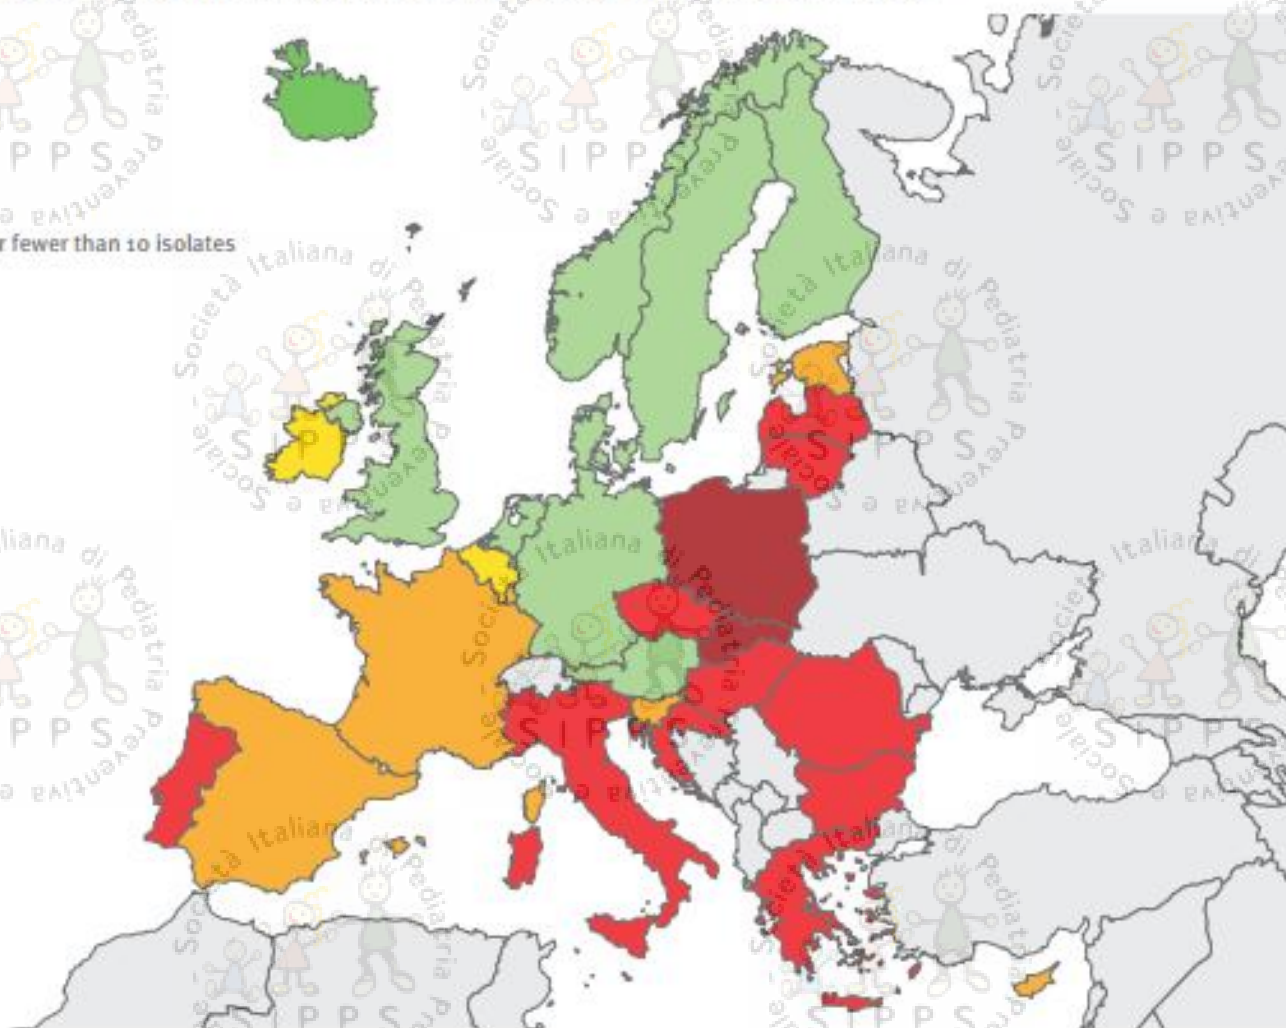 r fewer than 10 isolates
Società Italiana di Pediatria
Preventiva e Sociale -
SIPPS